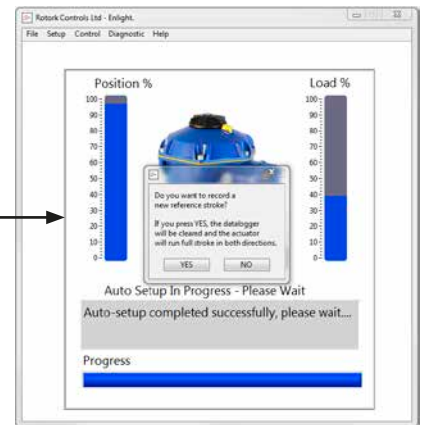 Rotork Controls Ltd - Enlight.
File Setup Control Diagnostic Help
Position %
Load %
100
90
80
70
60
50
40
30
20
10
0
100
90
80
70
60
50
40
30
20
10
0
Do you want to record a
new reference stroke?
If you press YES, the datalogger
will be cleared and the actuator
will run full stroke in both directions.
YES NO
Auto Setup In Progress - Please Wait
Auto-setup completed successfully, please wait....
Progress